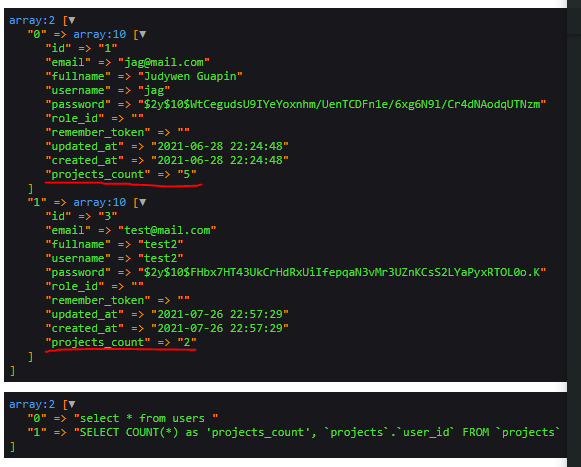 array:2 [▼
"0" => array:10 [▼
"id" => "1"
"email" => "jag@mail.com"
"fullname" => "Judywen Guapin"
"username" => "jag"
"password" => "$2y$10$WtCegudsU9IYeYoxnhm/UenTCDFn1e/6xg6N9l/Cr4dNAodqUTNzm"
"role_id" => ""
"remember_token" => ""
"updated_at" => "2021-06-28 22:24:48"
"created_at" => "2021-06-28 22:24:48"
"projects_count" => "5"
]
"1" => array:10 [▼
"id" => "3"
"email" => "test@mail.com"
"fullname" => "test2"
"username" => "test2"
"password" => "$2y$10$FHbx7HT43UkCrHdRxUiIfepqaN3vMr3UZnKCsS2LYaPyxRTOL0o.K"
"role_id" => ""
"remember_token" => ""
"updated_at" => "2021-07-26 22:57:29"
"created_at" => "2021-07-26 22:57:29"
"projects_count" => "2"
]
]
array:2 [▼
"0" => "select * from users "
"1" => "SELECT COUNT(*) as 'projects_count', `projects`.`user_id` FROM `projects`
]